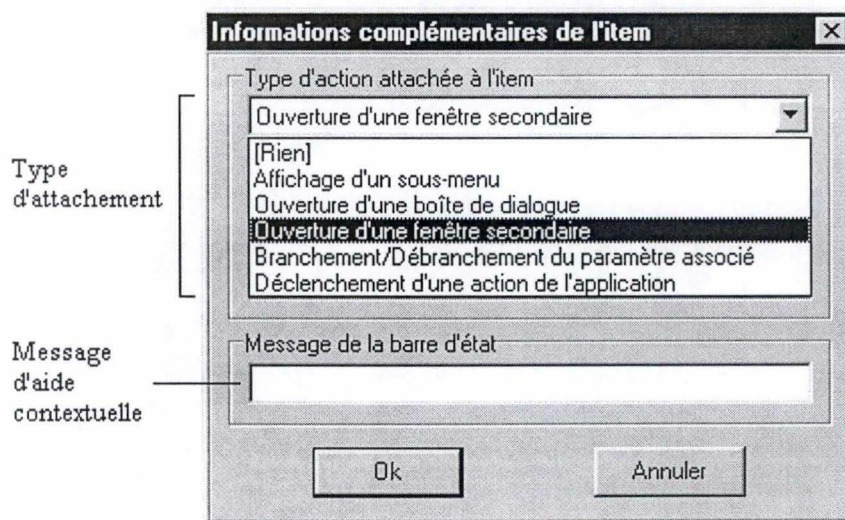 Informations complémentaires de l'item
Type d'action attachée à l'item
Ouverture d'une fenêtre secondaire
[Rien]
Affichage d'un sous-menu
Ouverture d'une boîte de dialogue
Ouverture d'une fenêtre secondaire
Branchement/Débranchement du paramètre associé
Déclenchement d'une action de l'application
Type
d'attachement
Message de la barre d'état
Message
d'aide
contextuelle
Ok
Annuler